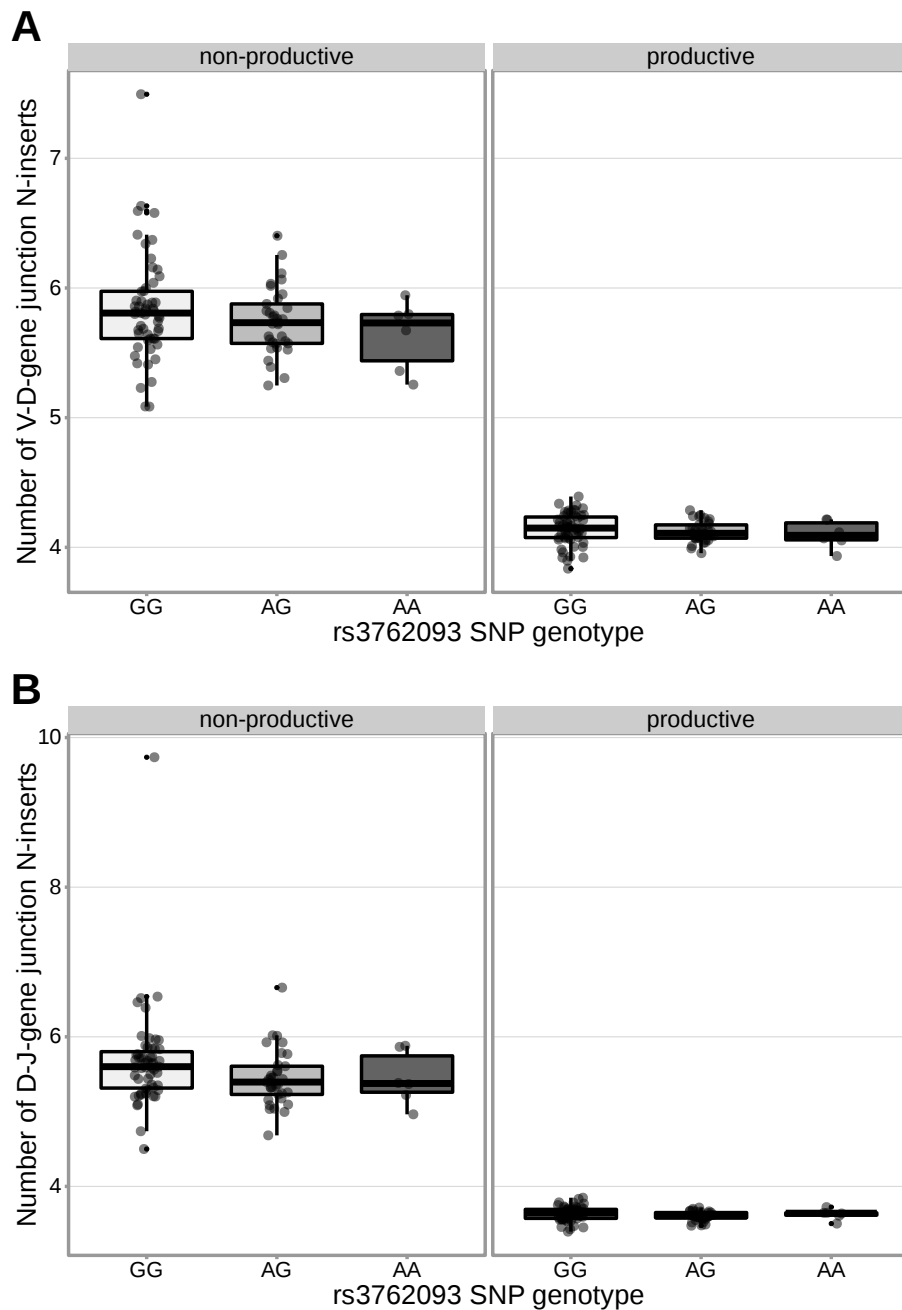 A
non-productive productive
Number of V-D-gene junction N-inserts
7
6
5
4
GG AG AA GG AG AA
rs3762093 SNP genotype
B
non-productive productive
Number of D-J-gene junction N-inserts
10
8
6
4
GG AG AA GG AG AA
rs3762093 SNP genotype